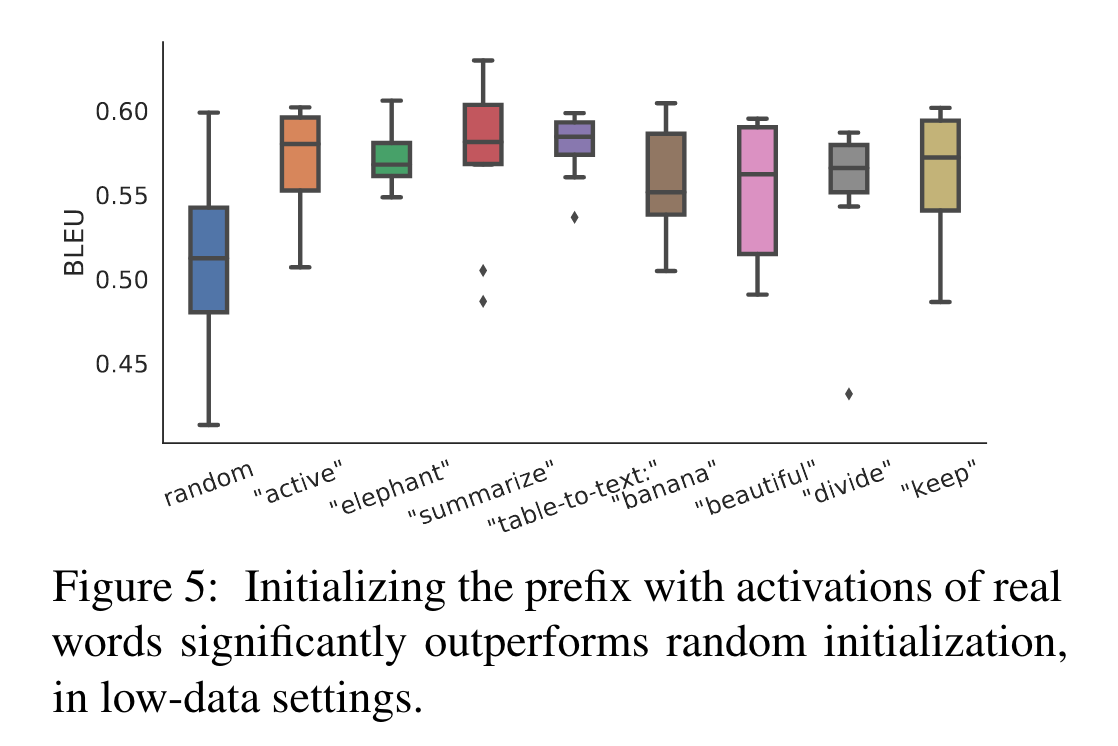 0.60
0.55
0.50
0.45
BLEU
random
"active"
"elephant"
"summarize"
"table-to-text:"
"banana"
"beautiful"
"divide"
"keep"
Figure 5: Initializing the prefix with activations of real
words significantly outperforms random initialization,
in low-data settings.